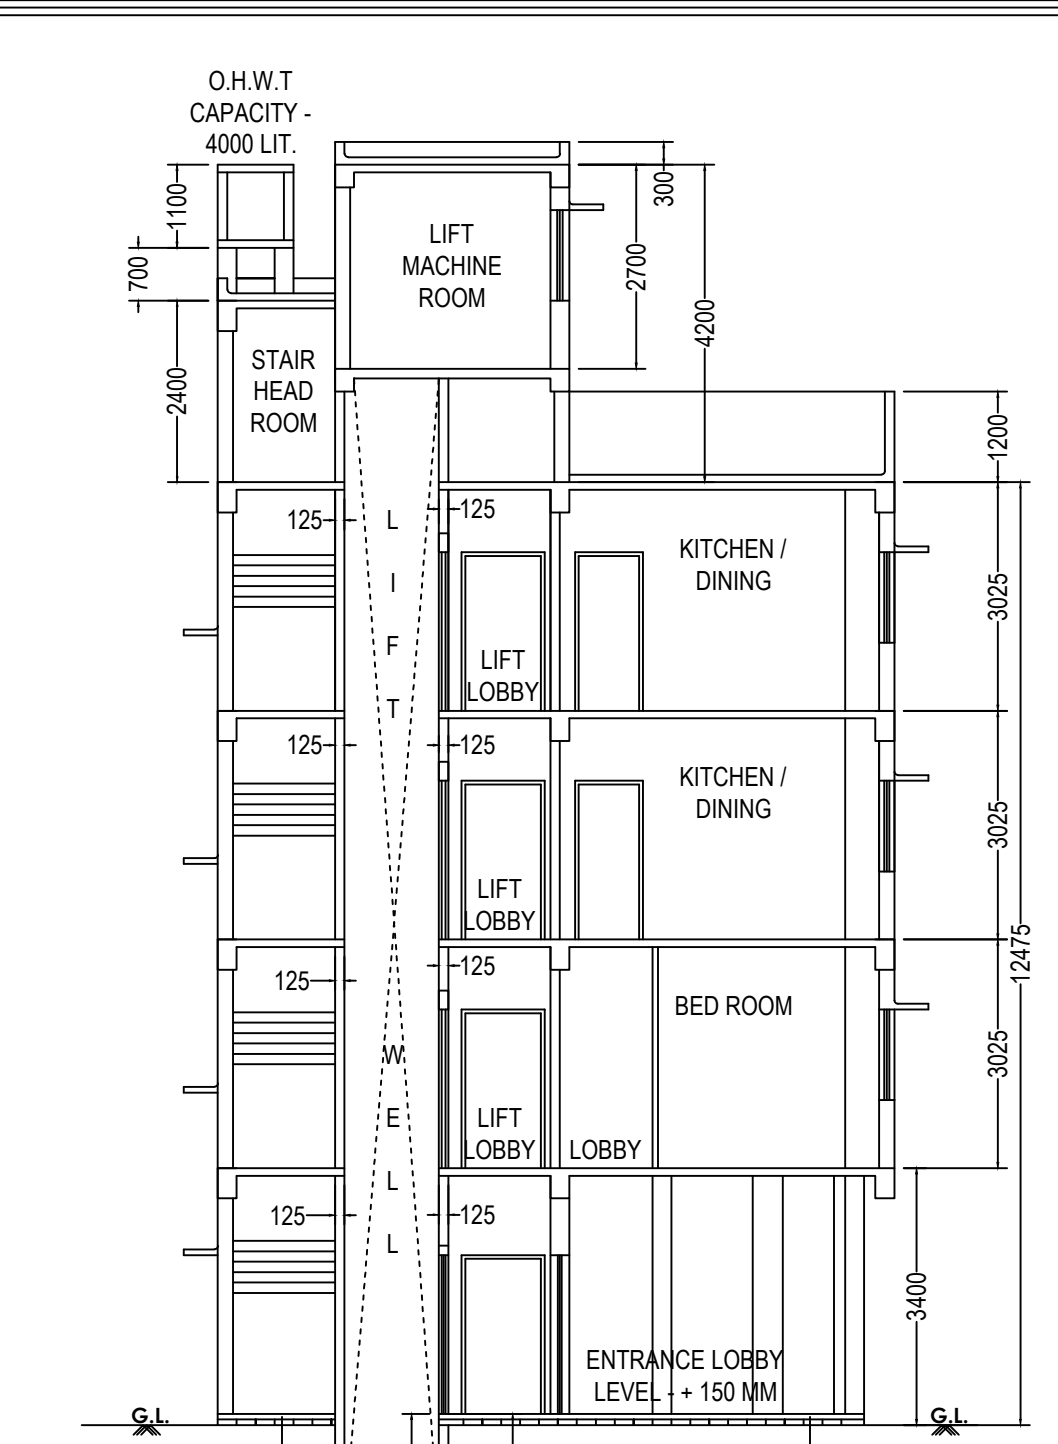 O.H.W.T
CAPACITY -
4000 LIT.
1100
700
2400
300
2700
4200
LIFT
MACHINE
ROOM
STAIR
HEAD
ROOM
1200
125
L
125
I
F
T
KITCHEN /
DINING
3025
LIFT
LOBBY
125
125
KITCHEN /
DINING
3025
LIFT
LOBBY
12475
125
125
BED ROOM
W
3025
E
LIFT
LOBBY
LOBBY
L
125
125
L
3400
ENTRANCE LOBBY
LEVEL - + 150 MM
G.L.
G.L.